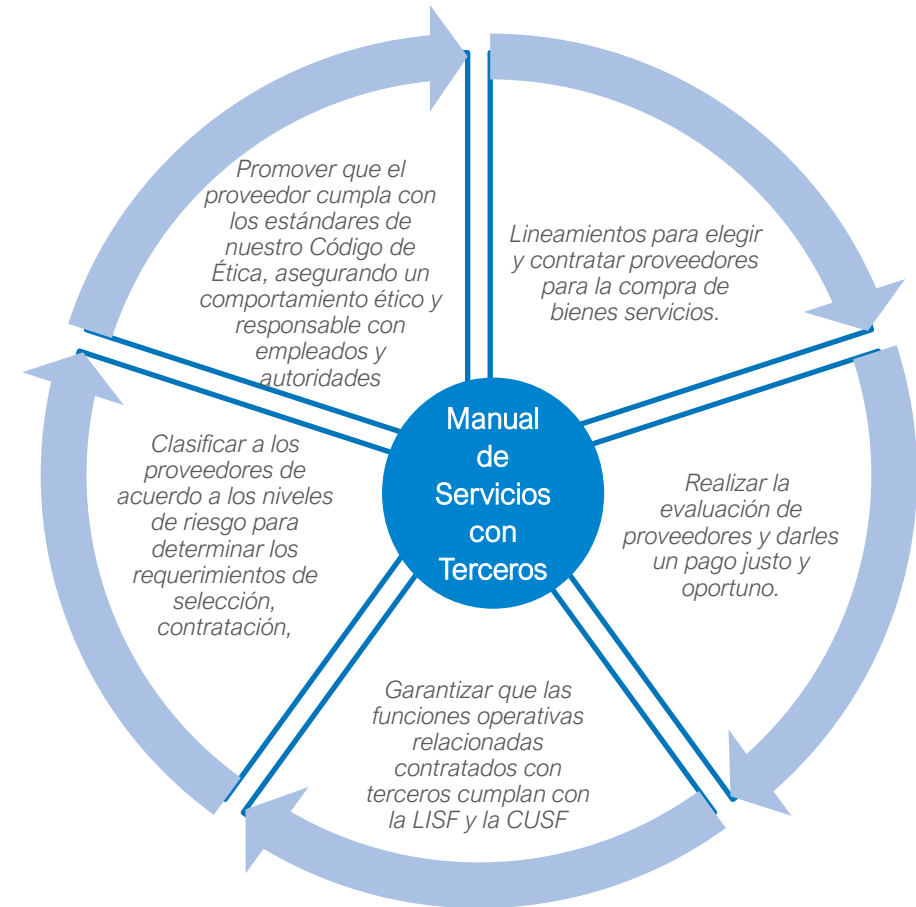 Promover que el
proveedor cumpla con
los estándares de
nuestro Código de
Ética, asegurando un
comportamiento ético y
responsable con
empleados y
autoridades
Lineamientos para elegir
y contratar proveedores
para la compra de
bienes servicios.
Manual
de
Servicios
con
Terceros
Clasificar a los
proveedores de
acuerdo a los niveles
de riesgo para
determinar los
requerimientos de
selección,
contratación,
Realizar la
evaluación de
proveedores y darles
un pago justo y
oportuno.
Garantizar que las
funciones operativas
relacionadas
contratados con
terceros cumplan con
la LISF y la CUSF